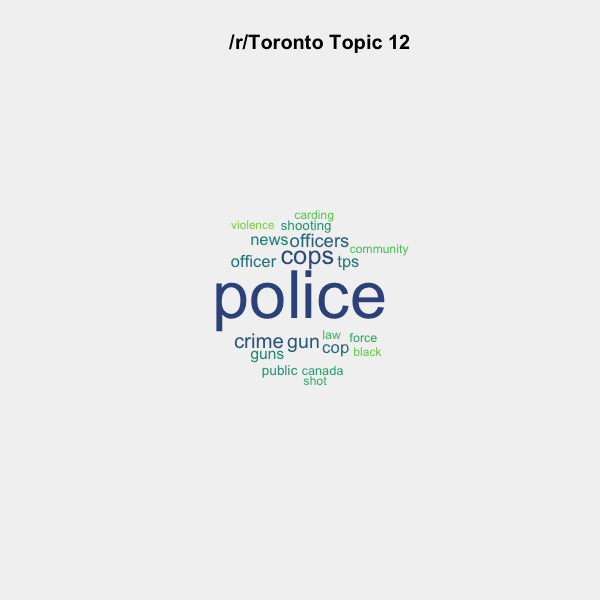 /r/Toronto Topic 12
carding
violence shooting
news officers
community
officer cops tps
police
crime gun law force
guns cop black
public canada
shot